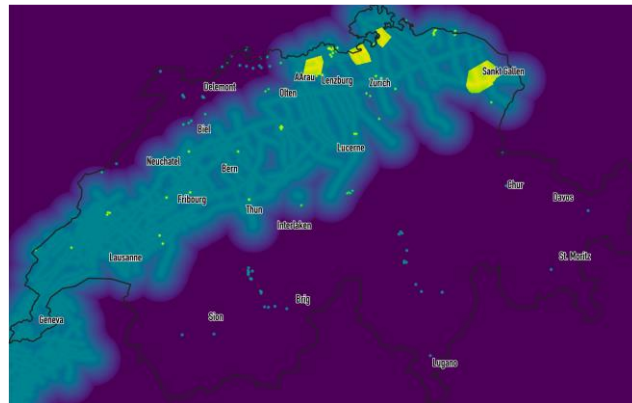 Sankt Gallen
AArau
Lenzburg
Zürich
Delemont
Olten
Biel
Lucerne
Neuchatel
Bern
Chur
Davos
Fribourg
Thun
Interlaken
Lausanne
St. Moritz
Brig
Sion
Geneva
Lugano